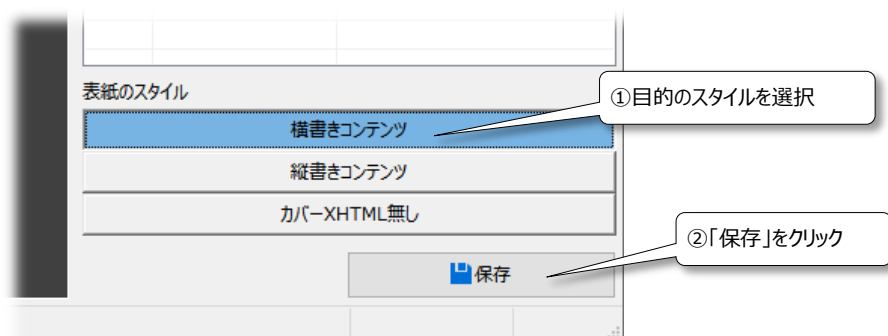 表紙のスタイル
①目的のスタイルを選択
横書きコンテンツ
縦書きコンテンツ
カバーXHTML無し
②「保存」をクリック
保存